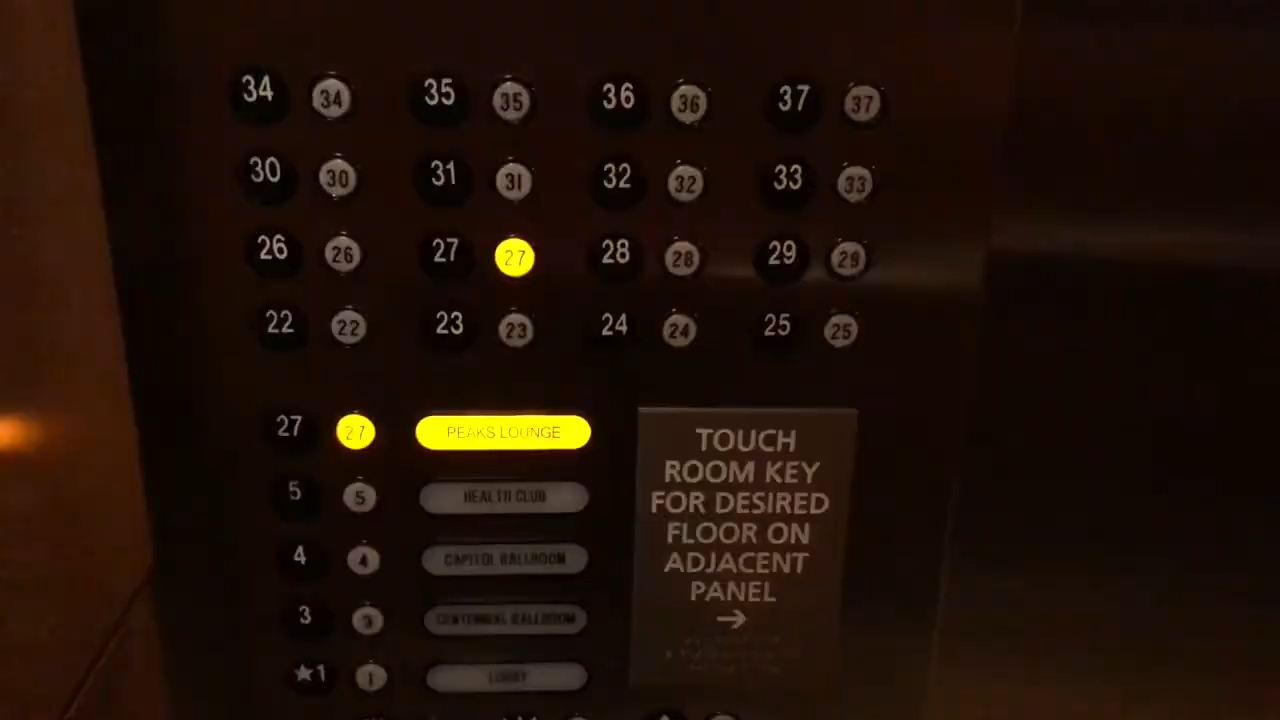 34 34 35 35 36 36 37 37
30 30 31 31 32 32 33 33
26 26 27 27 28 28 29 29
22 22 23 23 24 24 25 25
27 27 PEAKS LOUNGE
5 5 HEALTH CLUB
4 4 CAPITOL BALLROOM
3 3 CENTENNIAL BALLROOM
★1 1 LOBBY
TOUCH
ROOM KEY
FOR DESIRED
FLOOR ON
ADJACENT
PANEL
→